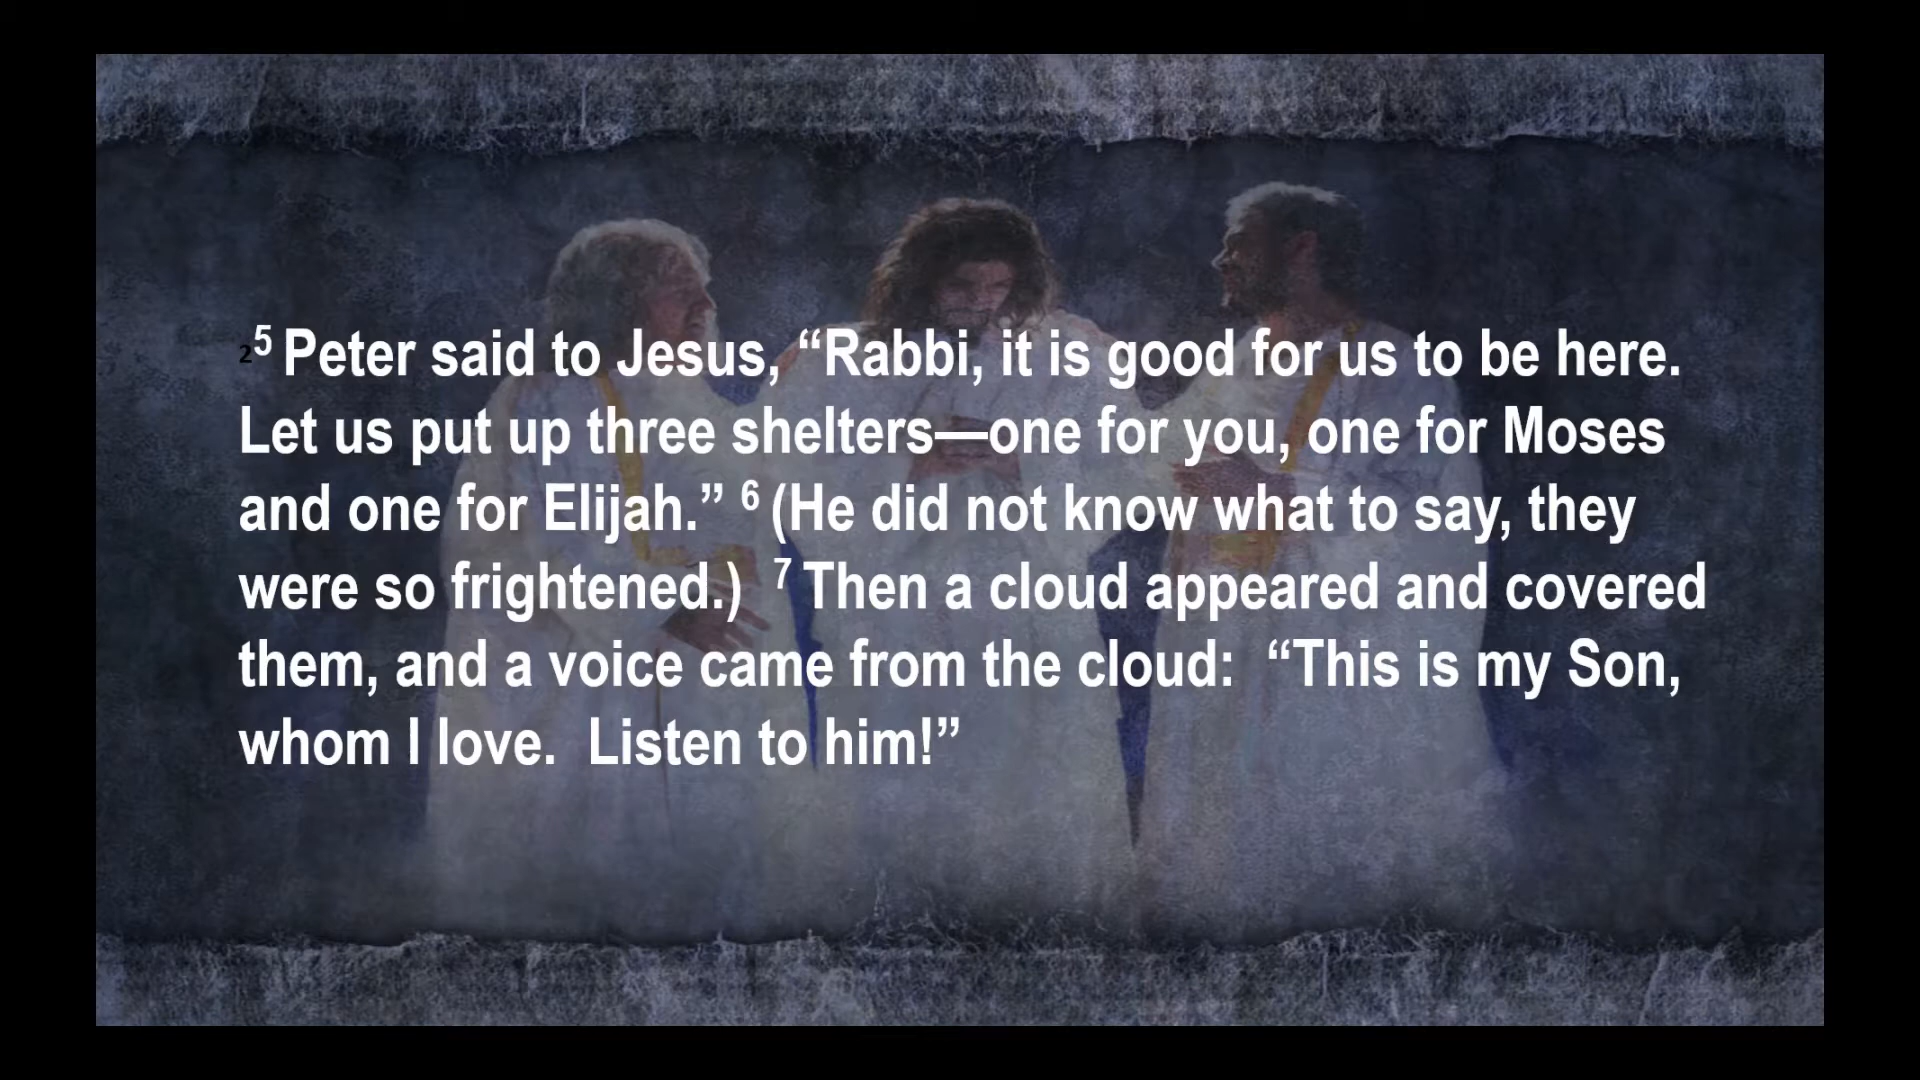 2 5 Peter said to Jesus, “Rabbi, it is good for us to be here.
Let us put up three shelters—one for you, one for Moses
and one for Elijah.” 6 (He did not know what to say, they
were so frightened.)  7 Then a cloud appeared and covered
them, and a voice came from the cloud:  “This is my Son,
whom I love.  Listen to him!”